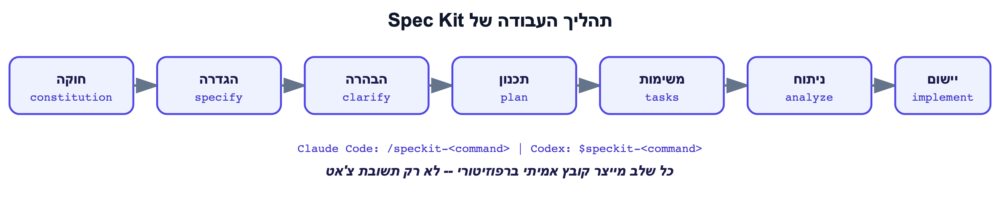 תהליך העבודה של Spec Kit
חוקה
constitution
הגדרה
specify
הבהרה
clarify
תכנון
plan
משימות
tasks
ניתוח
analyze
יישום
implement
Claude Code: /speckit-<command> | Codex: $speckit-<command>
כל שלב מייצר קובץ אמיתי ברפוזיטורי -- לא רק תשובת צ'אט